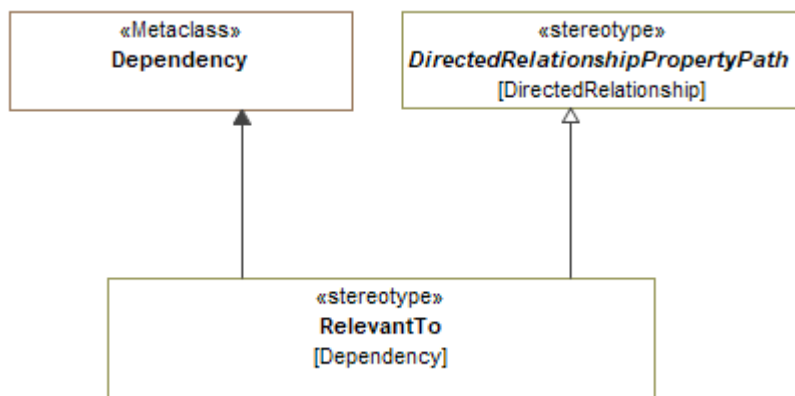 «Metaclass»
Dependency
«stereotype»
DirectedRelationshipPropertyPath
[DirectedRelationship]
«stereotype»
RelevantTo
[Dependency]